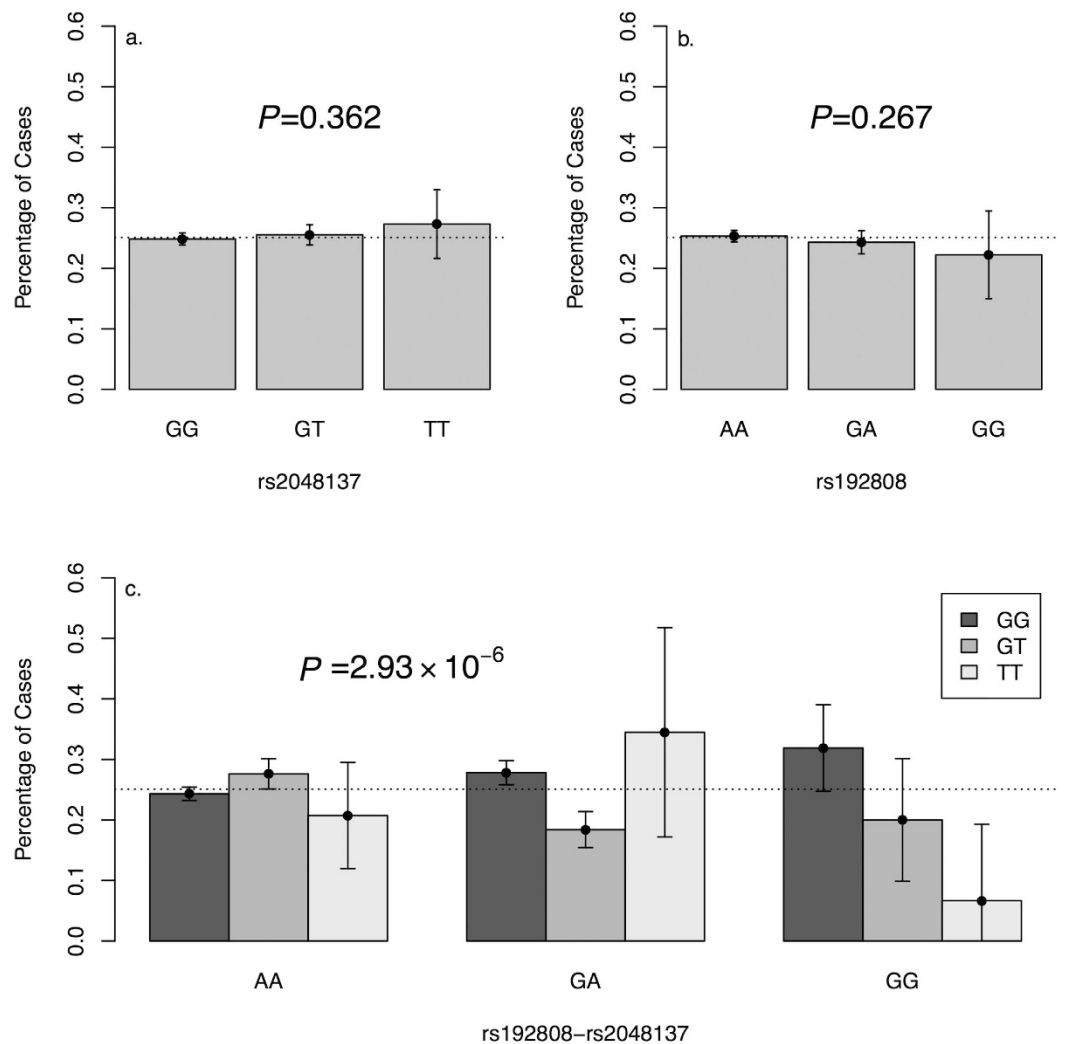 a.
P=0.362
Percentage of Cases
0.6
0.5
0.4
0.3
0.2
0.1
0.0
GG GT TT
rs2048137
b.
P=0.267
Percentage of Cases
0.6
0.5
0.4
0.3
0.2
0.1
0.0
AA GA GG
rs192808
c.
P =2.93 × 10⁻⁶
Percentage of Cases
0.6
0.5
0.4
0.3
0.2
0.1
0.0
GG
GT
TT
AA GA GG
rs192808−rs2048137